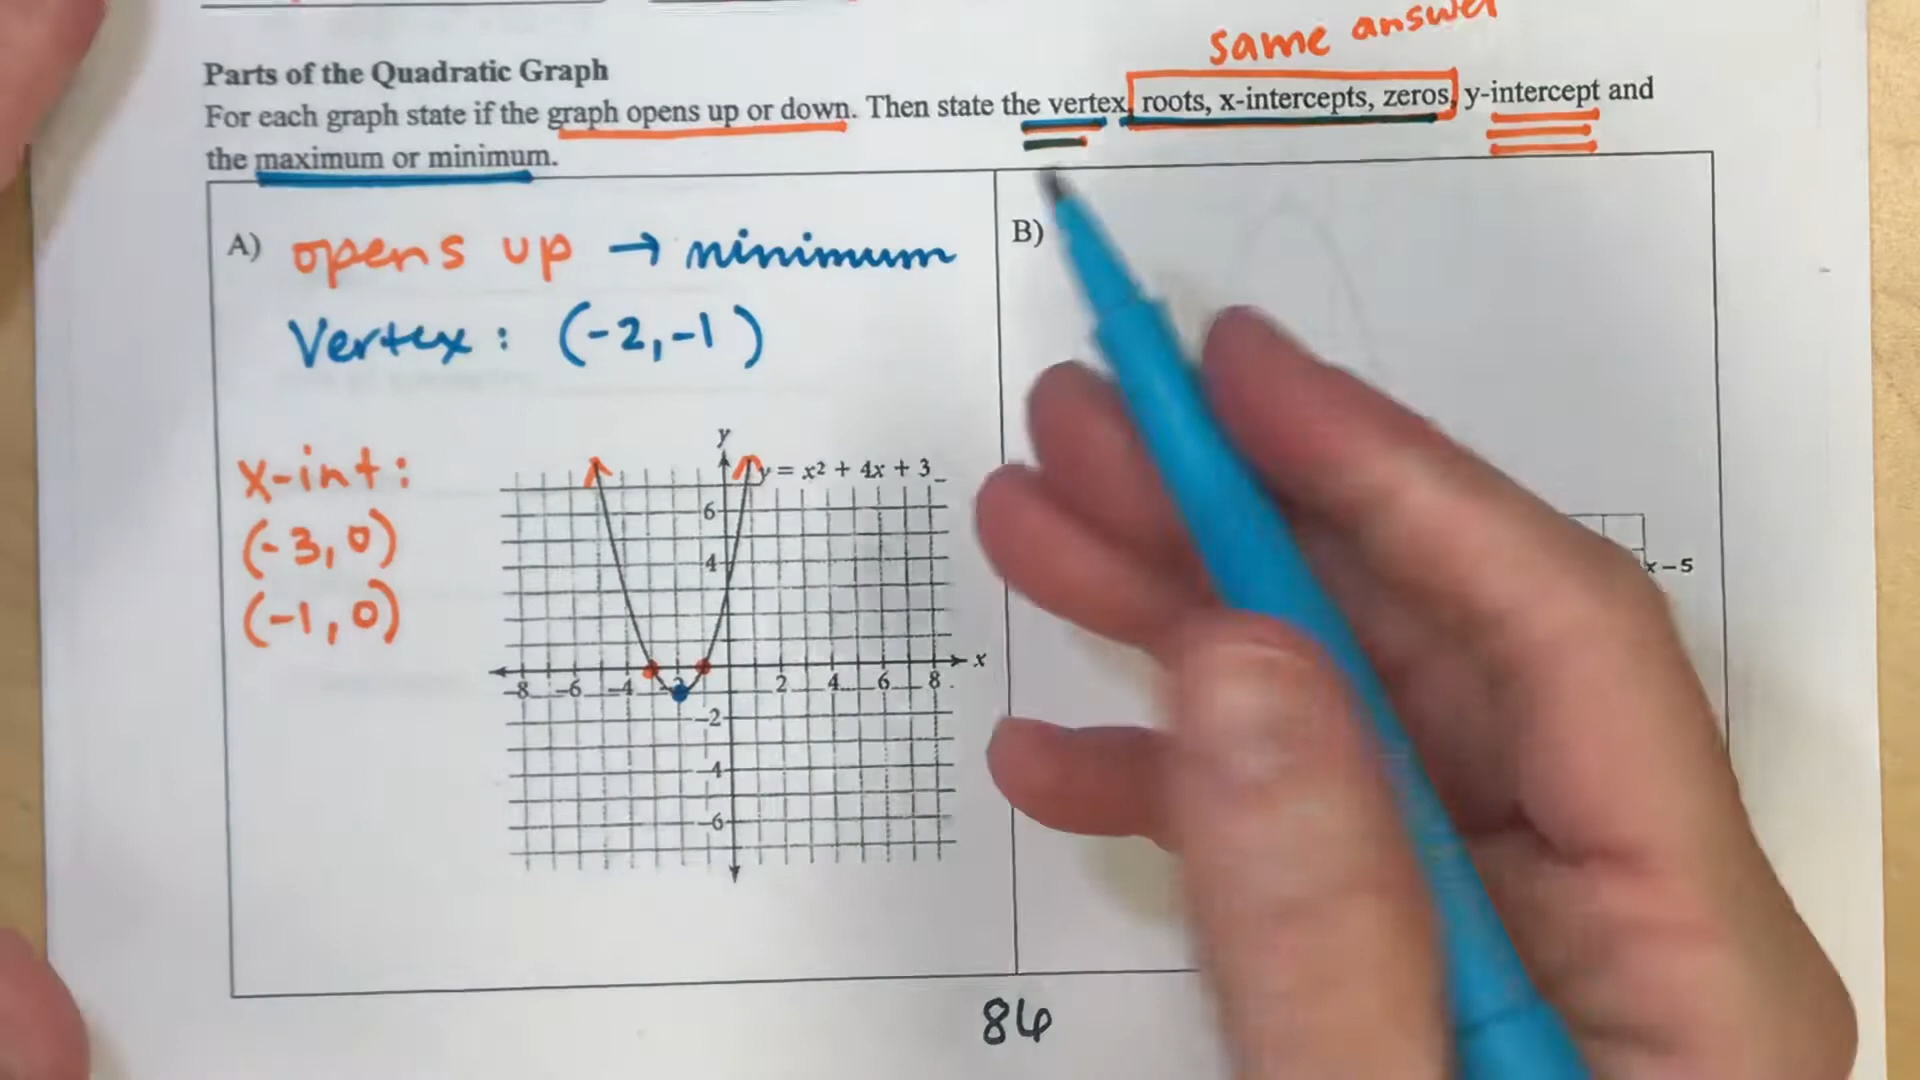 same answer
Parts of the Quadratic Graph
For each graph state if the graph opens up or down. Then state the vertex, roots, x-intercepts, zeros, y-intercept and
the maximum or minimum.
A) opens up → minimum
B)
Vertex: (-2,-1)
x-int:
(-3,0)
(-1,0)
y
y = x² + 4x + 3
6
4
x
-8 -6 -4 -2 2 4 6 8
-2
-4
-6
x-5
84